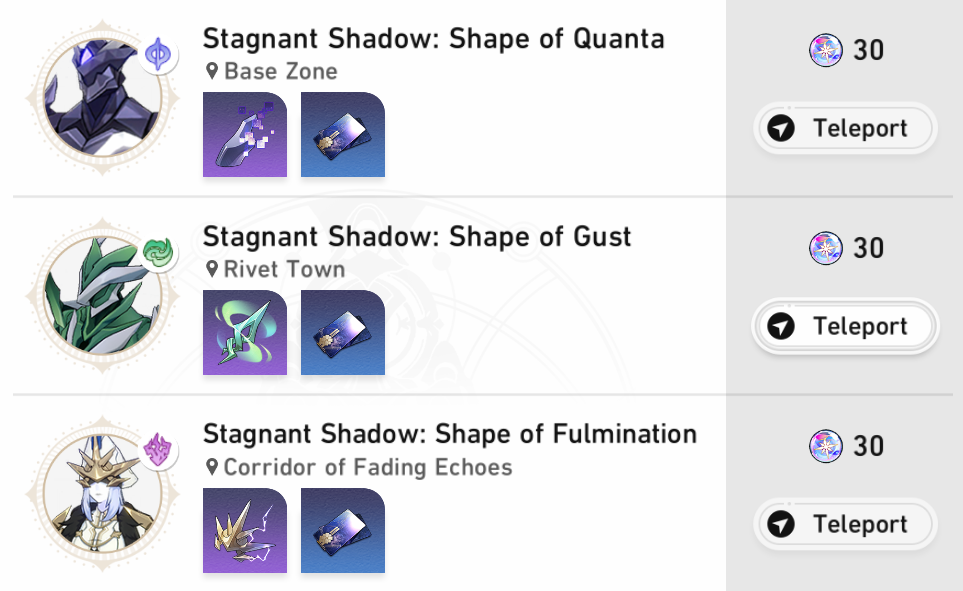 Stagnant Shadow: Shape of Quanta
Base Zone
30
Teleport
Stagnant Shadow: Shape of Gust
Rivet Town
30
Teleport
Stagnant Shadow: Shape of Fulmination
Corridor of Fading Echoes
30
Teleport